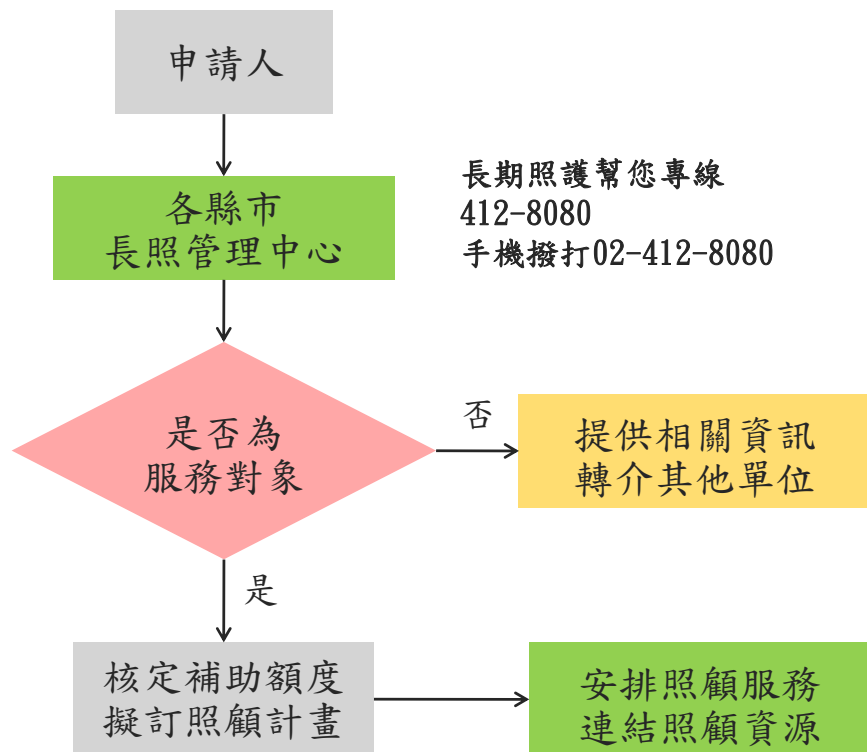 申請人
各縣市
長照管理中心
長期照護幫您專線
412-8080
手機撥打02-412-8080
是否為
服務對象
否
提供相關資訊
轉介其他單位
是
核定補助額度
擬訂照顧計畫
安排照顧服務
連結照顧資源